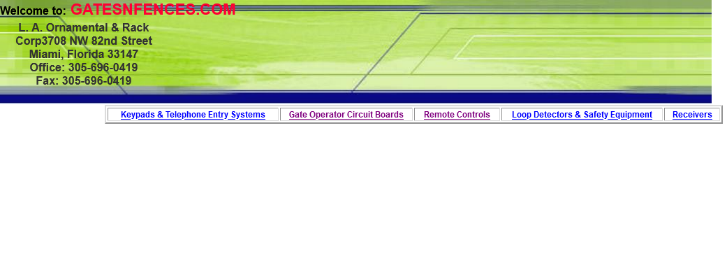 Welcome to: GATESNFENCES.COM
L. A. Ornamental & Rack
Corp3708 NW 82nd Street
Miami, Florida 33147
Office: 305-696-0419
Fax: 305-696-0419
Keypads & Telephone Entry Systems Gate Operator Circuit Boards Remote Controls Loop Detectors & Safety Equipment Receivers